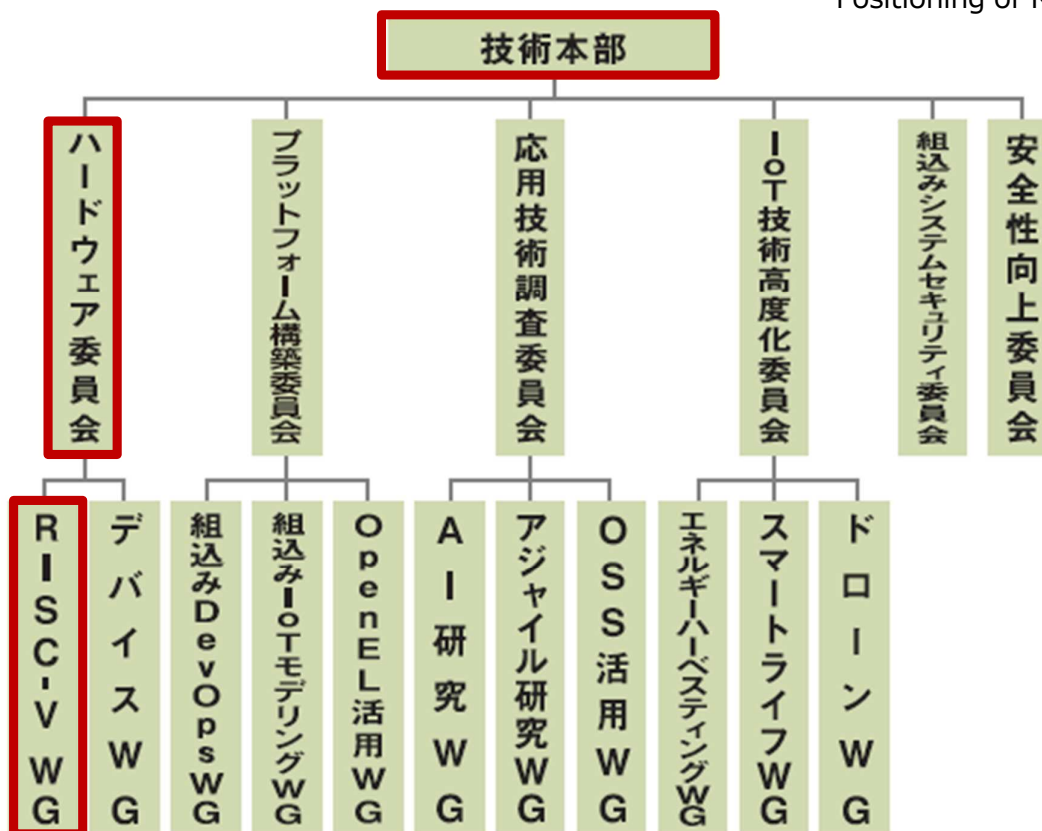 Positioning of
技術本部
ハードウェア委員会
プラットフォーム構築委員会
応用技術調査委員会
IoT技術高度化委員会
組込みシステムセキュリティ委員会
安全性向上委員会
RISC-V WG
デバイスWG
組込みDevOpsWG
組込みIoTモデリングWG
OpenEL活用WG
AI研究WG
アジャイル研究WG
OSS活用WG
エネルギーハーベスティングWG
スマートライフWG
ドローンWG